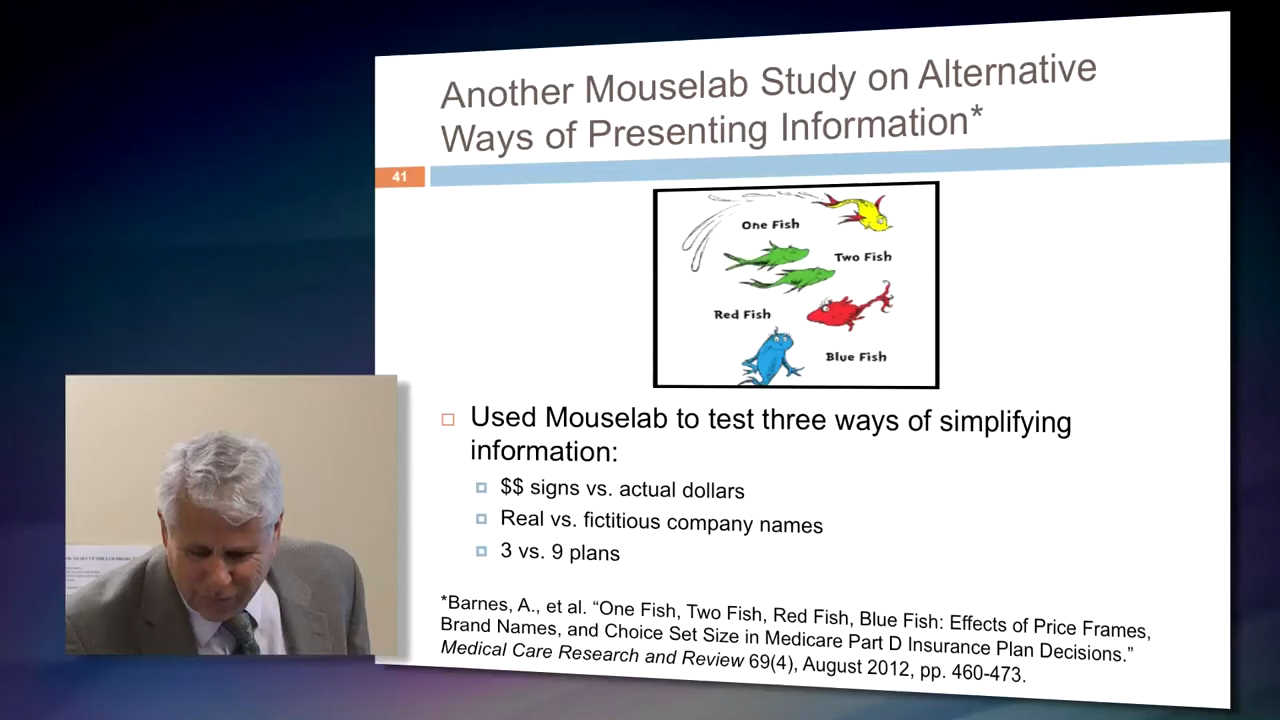 Another Mouselab Study on Alternative
Ways of Presenting Information*
41
One Fish
Two Fish
Red Fish
Blue Fish
Used Mouselab to test three ways of simplifying
information:
$$ signs vs. actual dollars
Real vs. fictitious company names
3 vs. 9 plans
*Barnes, A., et al. “One Fish, Two Fish, Red Fish, Blue Fish: Effects of Price Frames,
Brand Names, and Choice Set Size in Medicare Part D Insurance Plan Decisions.”
Medical Care Research and Review 69(4), August 2012, pp. 460-473.